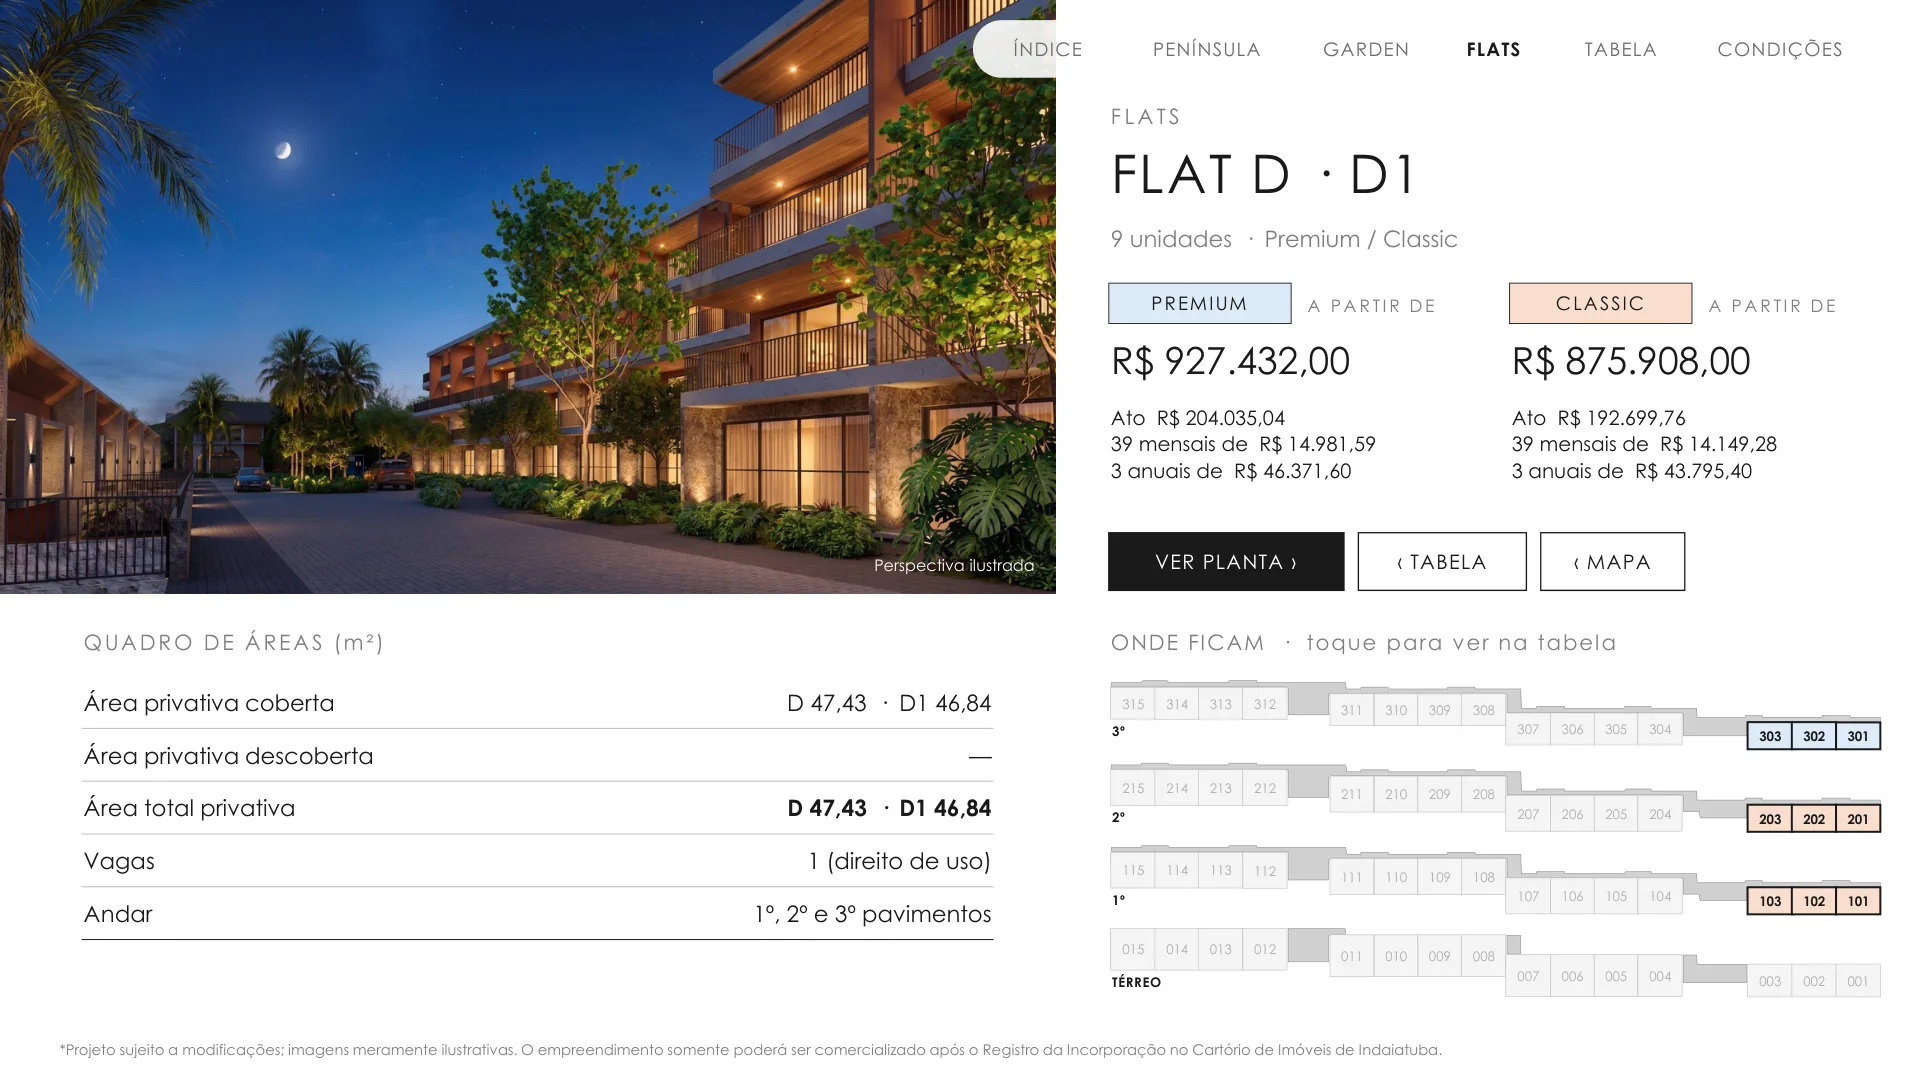 ÍNDICE PENÍNSULA GARDEN FLATS TABELA CONDIÇÕES
FLATS
FLAT D · D1
9 unidades · Premium / Classic
PREMIUM A PARTIR DE
R$ 927.432,00
Ato R$ 204.035,04
39 mensais de R$ 14.981,59
3 anuais de R$ 46.371,60
CLASSIC A PARTIR DE
R$ 875.908,00
Ato R$ 192.699,76
39 mensais de R$ 14.149,28
3 anuais de R$ 43.795,40
VER PLANTA › ‹ TABELA ‹ MAPA
Perspectiva ilustrada
QUADRO DE ÁREAS (m²)
Área privativa coberta D 47,43 · D1 46,84
Área privativa descoberta —
Área total privativa D 47,43 · D1 46,84
Vagas 1 (direito de uso)
Andar 1º, 2º e 3º pavimentos
ONDE FICAM · toque para ver na tabela
315 314 313 312 311 310 309 308 307 306 305 304 303 302 301
3º
215 214 213 212 211 210 209 208 207 206 205 204 203 202 201
2º
115 114 113 112 111 110 109 108 107 106 105 104 103 102 101
1º
015 014 013 012 011 010 009 008 007 006 005 004 003 002 001
TÉRREO
*Projeto sujeito a modificações; imagens meramente ilustrativas. O empreendimento somente poderá ser comercializado após o Registro da Incorporação no Cartório de Imóveis de Indaiatuba.